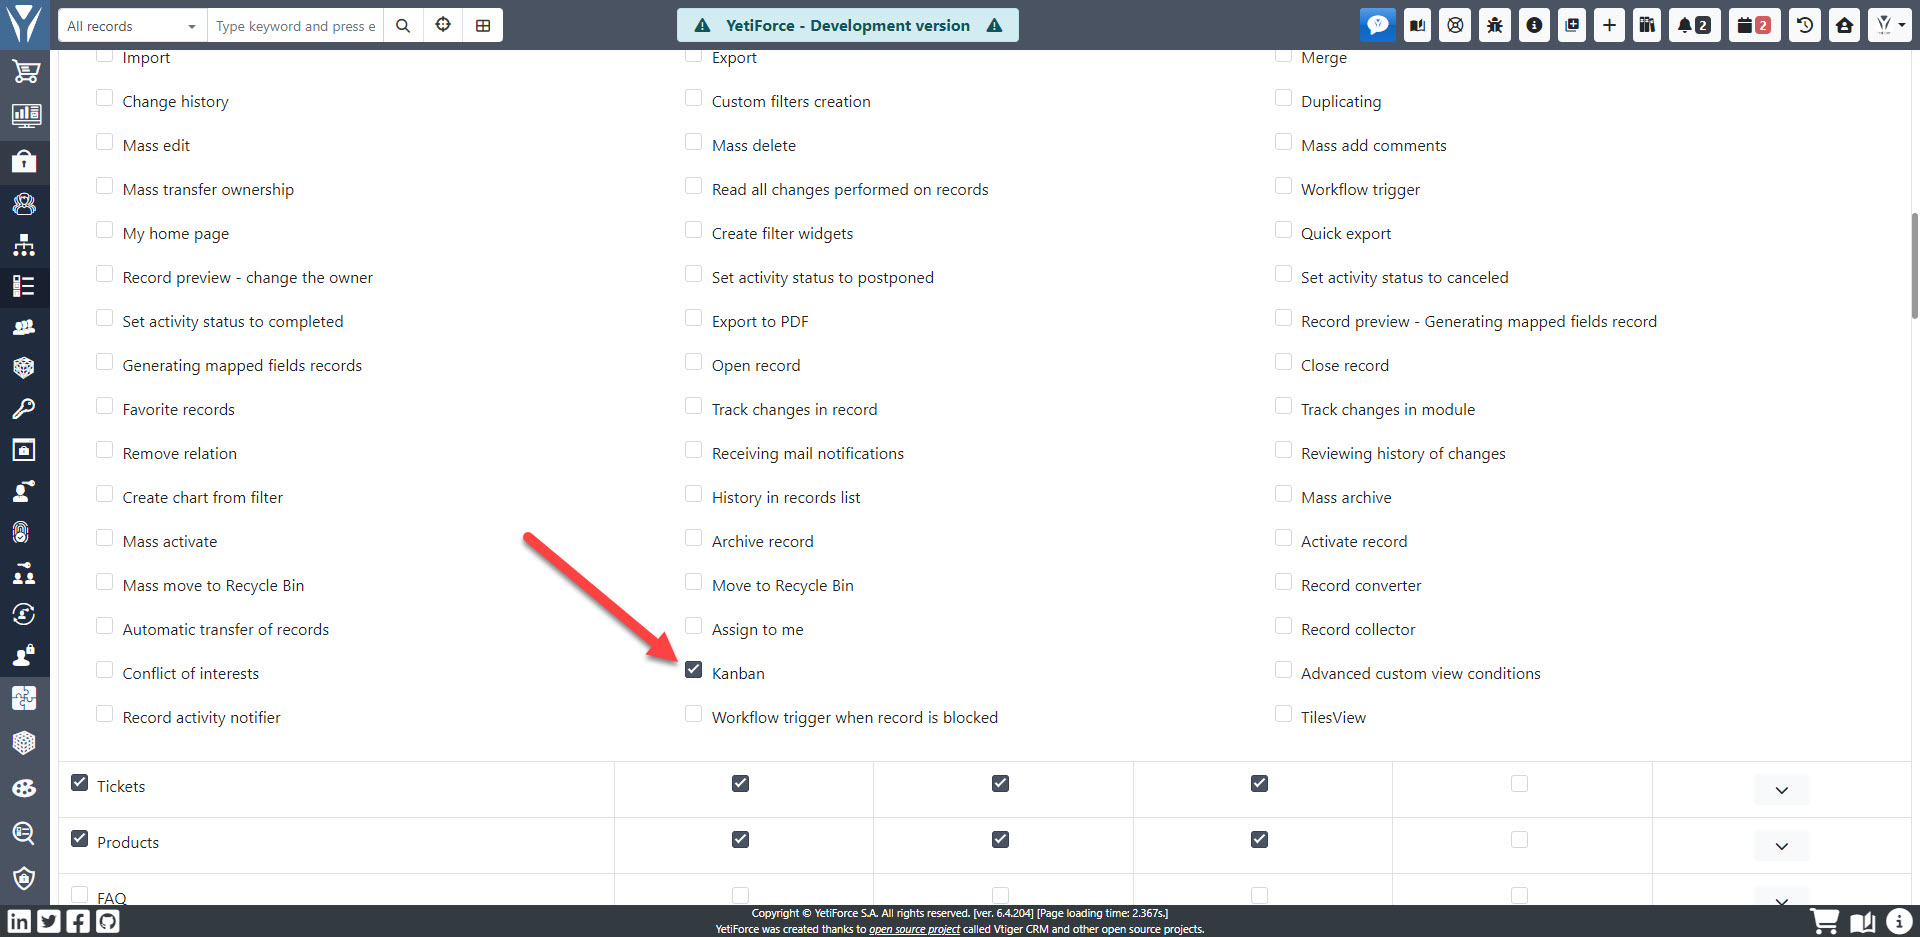 All records
Type keyword and press e
YetiForce - Development version
2
2
Import Export Merge
Change history Custom filters creation Duplicating
Mass edit Mass delete Mass add comments
Mass transfer ownership Read all changes performed on records Workflow trigger
My home page Create filter widgets Quick export
Record preview - change the owner Set activity status to postponed Set activity status to canceled
Set activity status to completed Export to PDF Record preview - Generating mapped fields record
Generating mapped fields records Open record Close record
Favorite records Track changes in record Track changes in module
Remove relation Receiving mail notifications Reviewing history of changes
Create chart from filter History in records list Mass archive
Mass activate Archive record Activate record
Mass move to Recycle Bin Move to Recycle Bin Record converter
Automatic transfer of records Assign to me Record collector
Conflict of interests Kanban Advanced custom view conditions
Record activity notifier Workflow trigger when record is blocked TilesView
Tickets
Products
FAQ
Copyright © YetiForce S.A. All rights reserved. [ver. 6.4.204] [Page loading time: 2.367s.]
YetiForce was created thanks to open source project called Vtiger CRM and other open source projects.